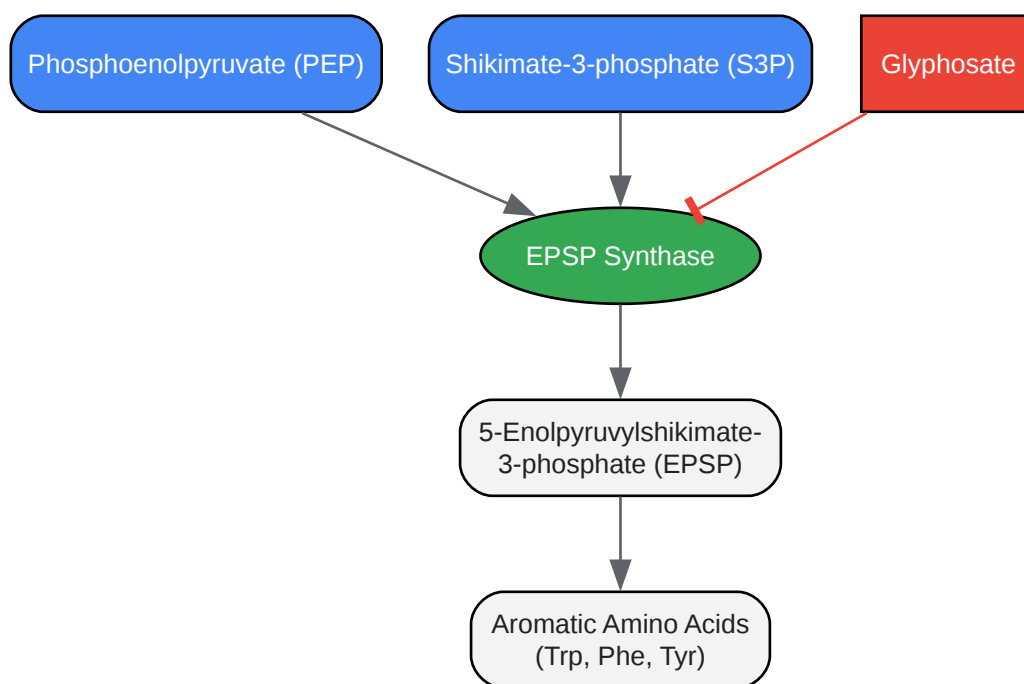 Phosphoenolpyruvate (PEP)
Shikimate-3-phosphate (S3P)
Glyphosate
EPSP Synthase
5-Enolpyruvylshikimate-
3-phosphate (EPSP)
Aromatic Amino Acids
(Trp, Phe, Tyr)